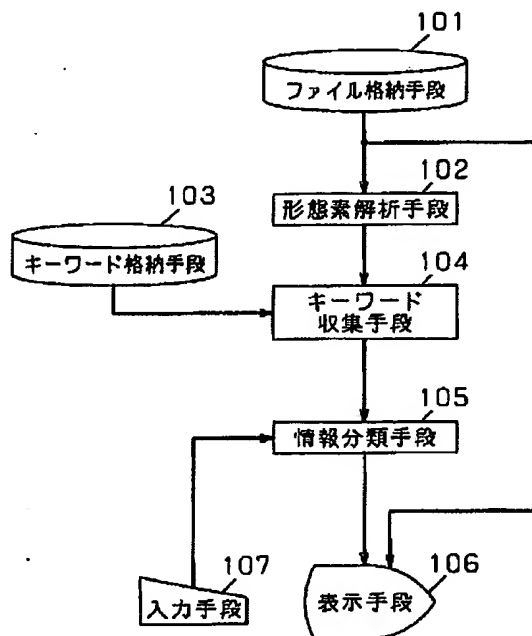 101
ファイル格納手段
102
形態素解析手段
103
キーワード格納手段
104
キーワード
収集手段
105
情報分類手段
107
入力手段
106
表示手段